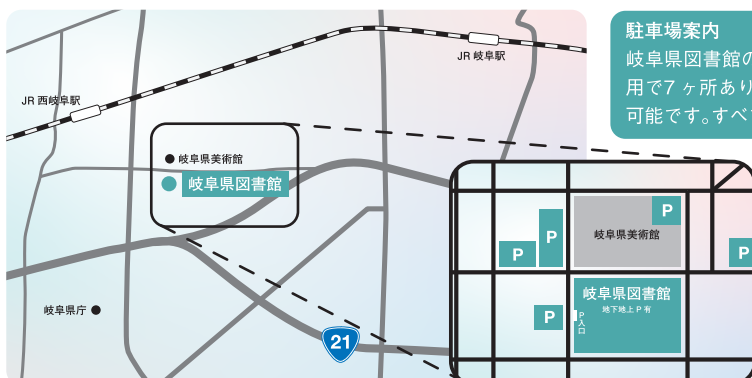 JR 岐阜駅
JR 西岐阜駅
岐阜県美術館
岐阜県図書館
岐阜県庁
21
駐車場案内
岐阜県図書館の
用で7ヶ所あり
可能です。すべ
P
岐阜県美術館
P
P
P
岐阜県図書館
地下地上P有
P入口
P